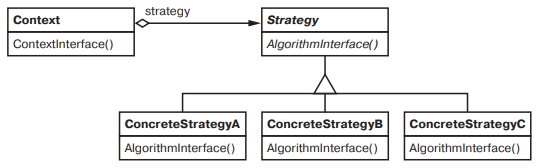 Context
strategy
Strategy
ContextInterface()
AlgorithmInterface()
ConcreteStrategyA
ConcreteStrategyB
ConcreteStrategyC
AlgorithmInterface()
AlgorithmInterface()
AlgorithmInterface()